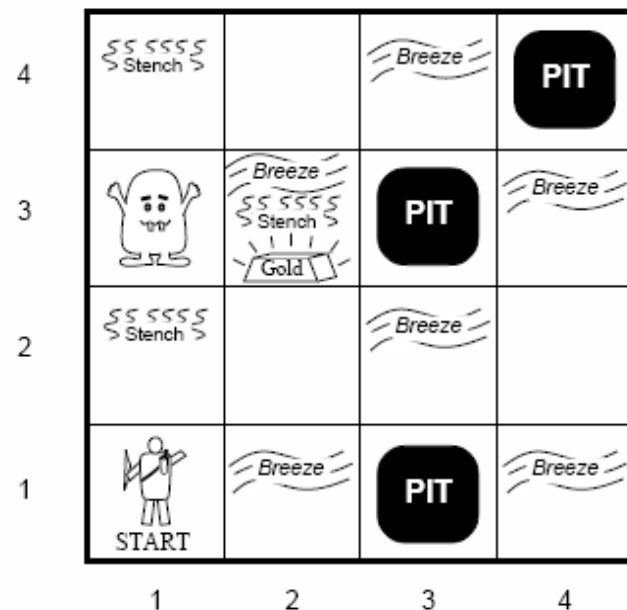 4
Stench
Breeze
PIT
3
Breeze
Stench
Gold
PIT
Breeze
2
Stench
Breeze
1
START
Breeze
PIT
Breeze
1 2 3 4